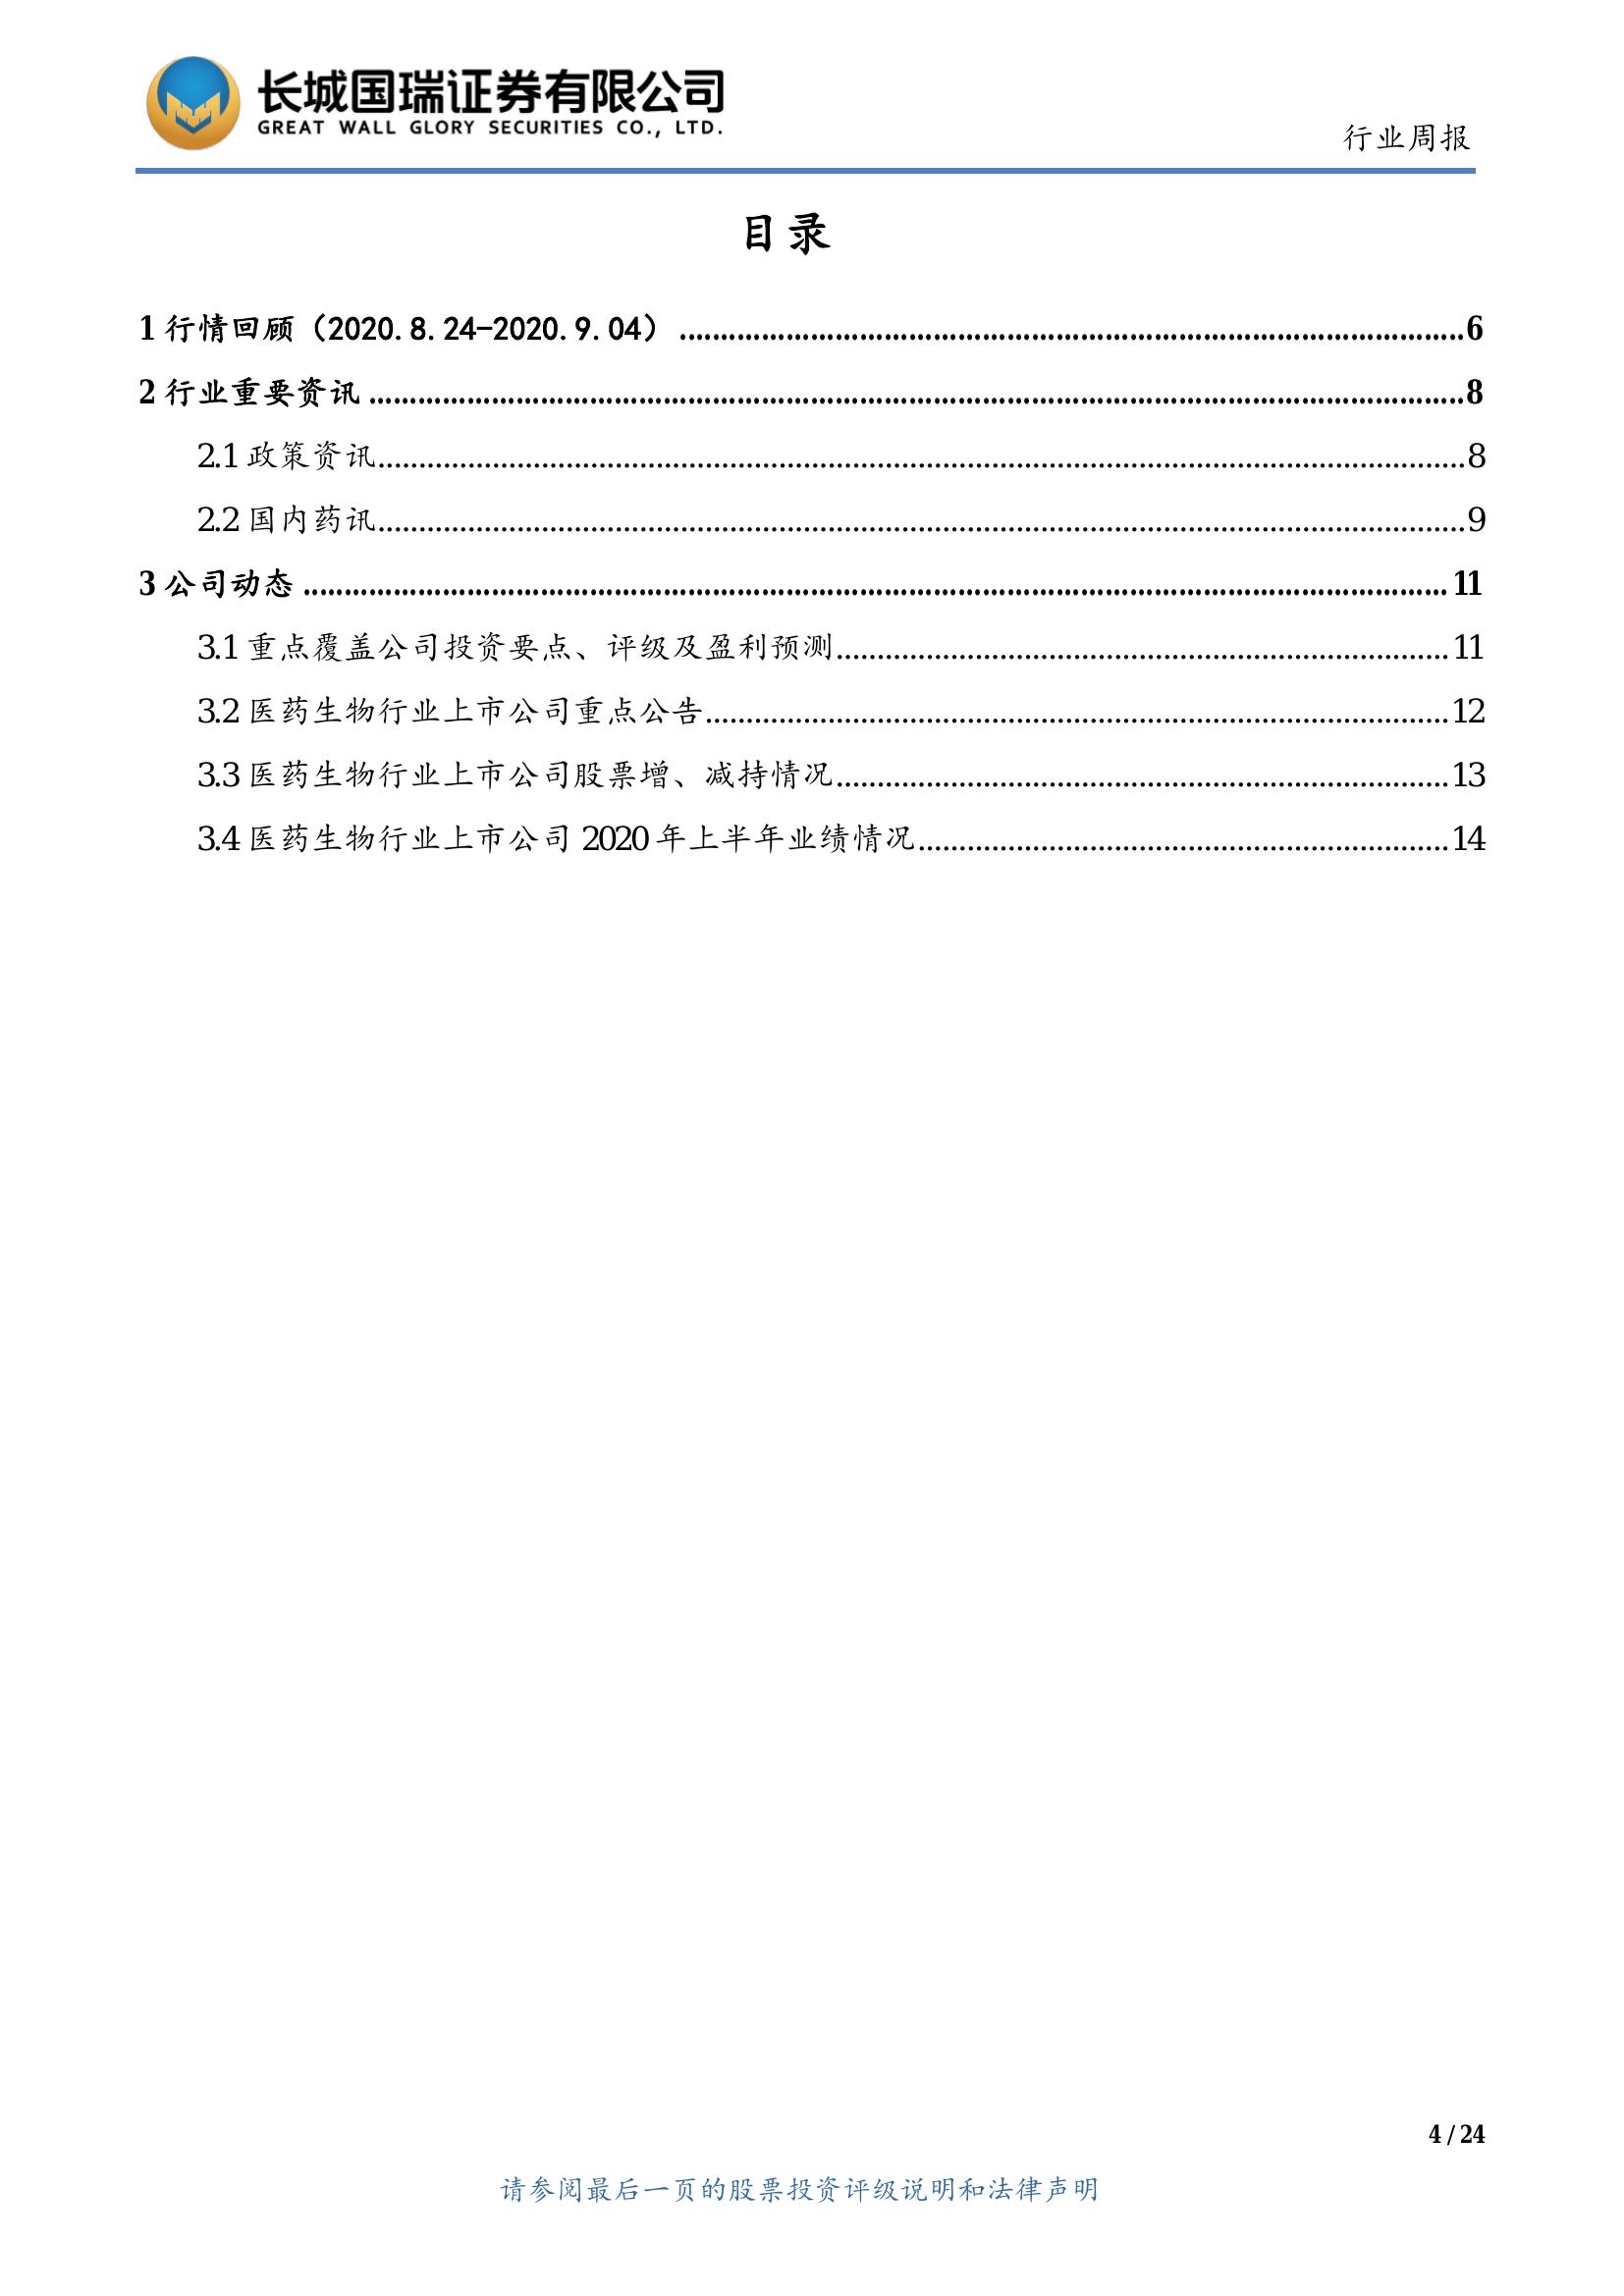 长城国瑞证券有限公司
GREAT WALL GLORY SECURITIES CO., LTD.
行业周报
目录
1 行情回顾（2020.8.24-2020.9.04）........................6
2 行业重要资讯........................8
2.1 政策资讯........................8
2.2 国内药讯........................9
3 公司动态........................11
3.1 重点覆盖公司投资要点、评级及盈利预测........................11
3.2 医药生物行业上市公司重点公告........................12
3.3 医药生物行业上市公司股票增、减持情况........................13
3.4 医药生物行业上市公司 2020 年上半年业绩情况........................14
4 / 24
请参阅最后一页的股票投资评级说明和法律声明